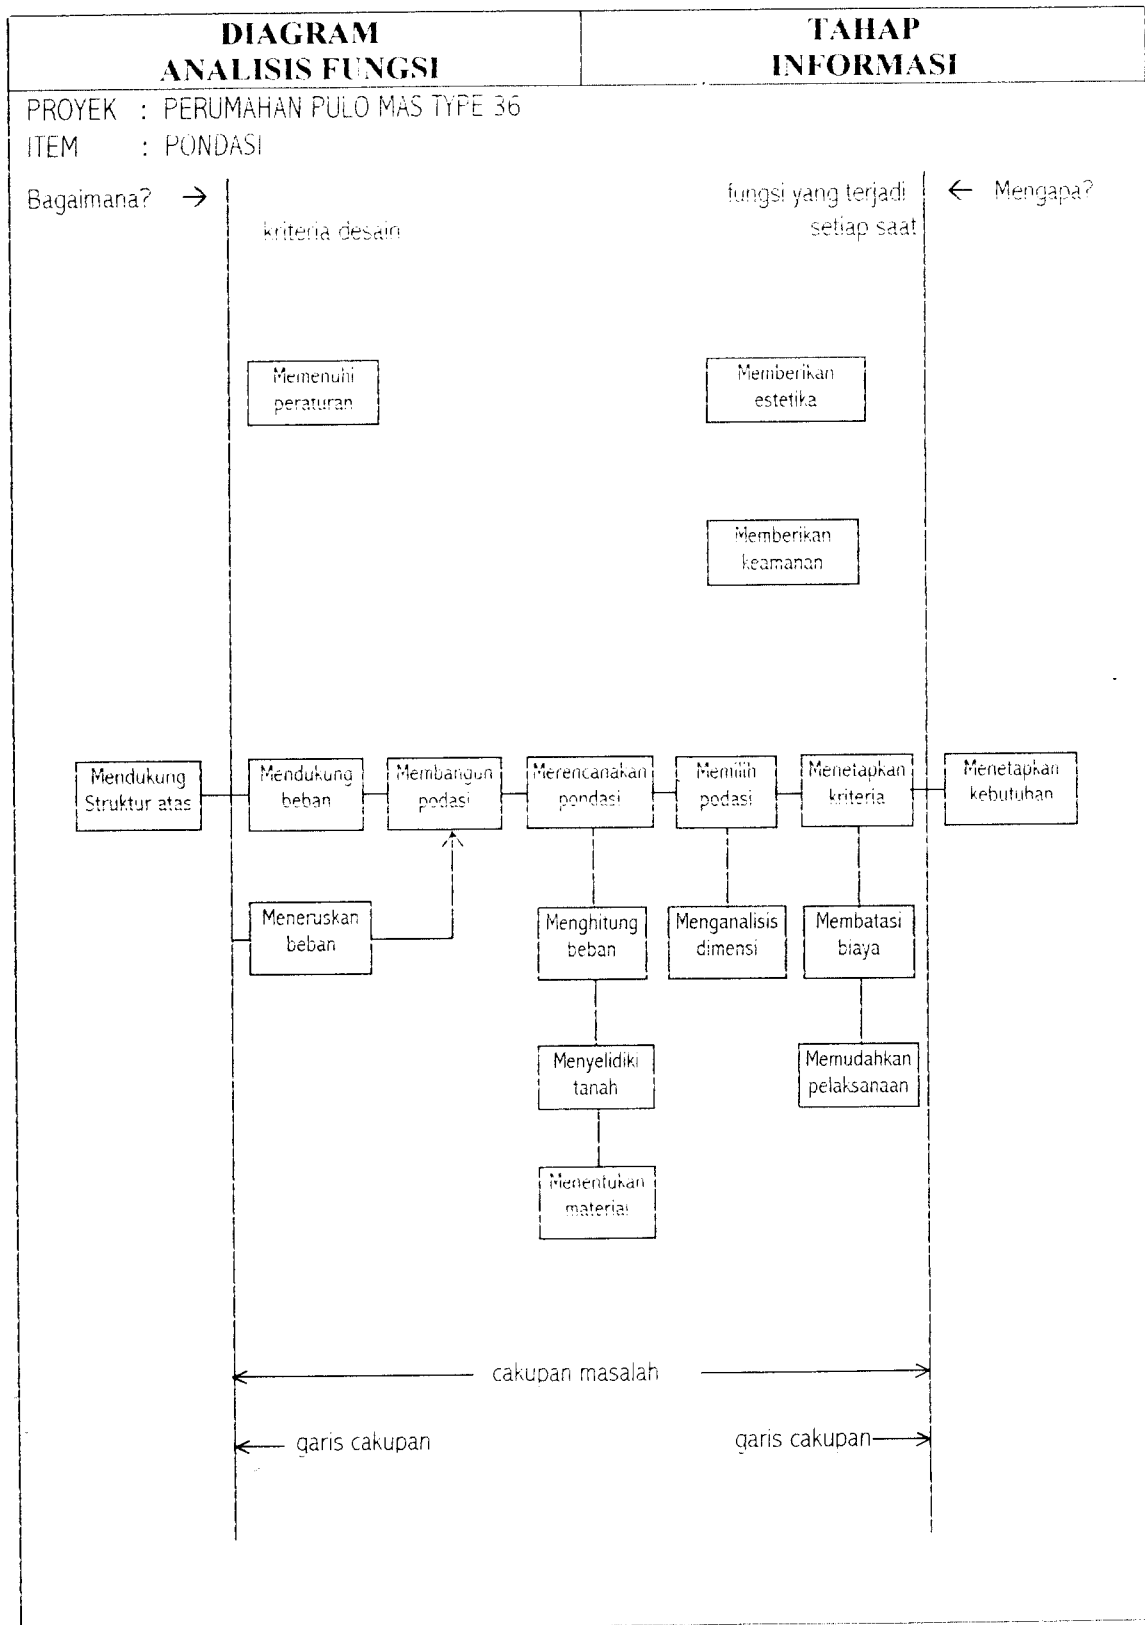 DIAGRAM
ANALISIS FUNGSI
TAHAP
INFORMASI
PROYEK : PERUMAHAN PULO MAS TYPE 36
ITEM : PONDASI
Bagaimana? →
kriteria desain
fungsi yang terjadi
setiap saat
← Mengapa?
Memenuhi
peraturan
Memberikan
estetika
Memberikan
keamanan
Mendukung
Struktur atas
Mendukung
beban
Membangun
podasi
Merencanakan
pondasi
Memilih
podasi
Menetapkan
kriteria
Menetapkan
kebutuhan
Meneruskan
beban
Menghitung
beban
Menganalisis
dimensi
Membatasi
biaya
Menyelidiki
tanah
Memudahkan
pelaksanaan
Menentukan
material
cakupan masalah
garis cakupan
garis cakupan